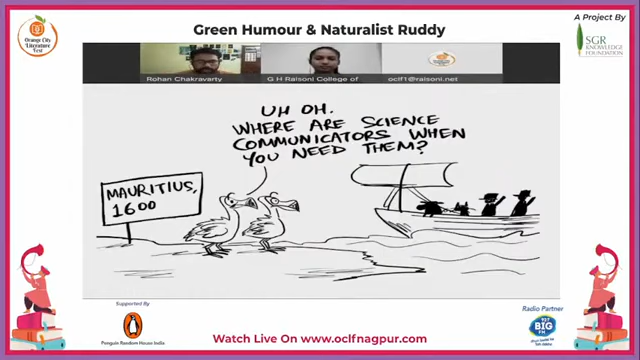 Green Humour & Naturalist Ruddy
A Project By
Orange City
Literature
Fest
SGR
KNOWLEDGE
FOUNDATION
Rohan Chakravarty
G H Raisoni College of
oclf1@raisoni.net
UH OH.
WHERE ARE SCIENCE
COMMUNICATORS WHEN
YOU NEED THEM?
MAURITIUS,
1600
Supported By
Penguin Random House India
Watch Live On www.oclfnagpur.com
Radio Partner
BIG
FM